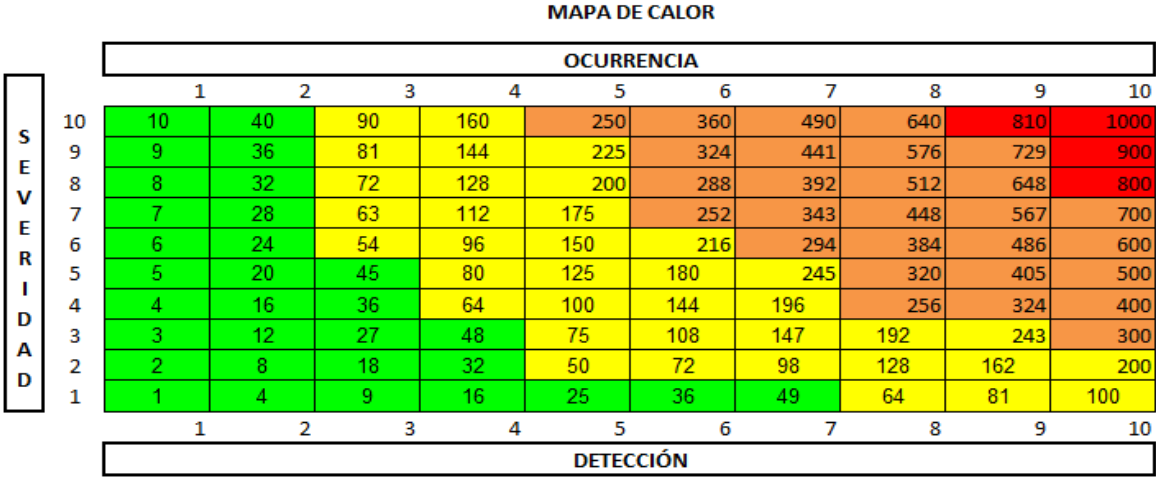 MAPA DE CALOR
OCURRENCIA
1 2 3 4 5 6 7 8 9 10
SEVERIDAD
10 10 40 90 160 250 360 490 640 810 1000
9 9 36 81 144 225 324 441 576 729 900
8 8 32 72 128 200 288 392 512 648 800
7 7 28 63 112 175 252 343 448 567 700
6 6 24 54 96 150 216 294 384 486 600
5 5 20 45 80 125 180 245 320 405 500
4 4 16 36 64 100 144 196 256 324 400
3 3 12 27 48 75 108 147 192 243 300
2 2 8 18 32 50 72 98 128 162 200
1 1 4 9 16 25 36 49 64 81 100
1 2 3 4 5 6 7 8 9 10
DETECCIÓN